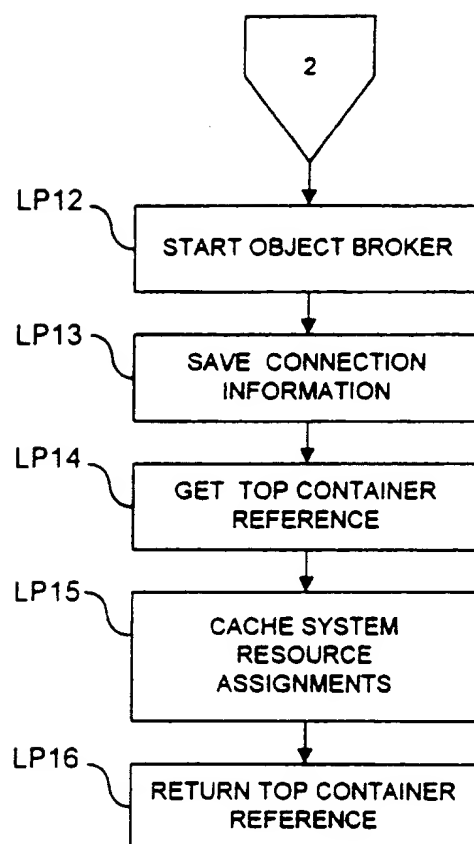 2
LP12
START OBJECT BROKER
LP13
SAVE CONNECTION
INFORMATION
LP14
GET TOP CONTAINER
REFERENCE
LP15
CACHE SYSTEM
RESOURCE
ASSIGNMENTS
LP16
RETURN TOP CONTAINER
REFERENCE